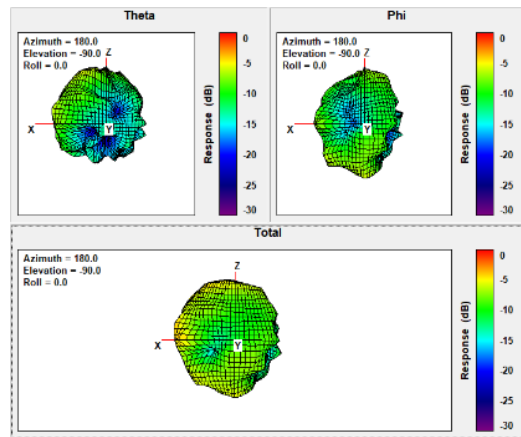 Theta
Azimuth = 180.0
Elevation = -90.0
Roll = 0.0
Z
X
Y
0
-5
-10
-15
-20
-25
-30
Response (dB)
Phi
Azimuth = 180.0
Elevation = -90.0
Roll = 0.0
Z
X
Y
0
-5
-10
-15
-20
-25
-30
Response (dB)
Total
Azimuth = 180.0
Elevation = -90.0
Roll = 0.0
Z
X
Y
0
-5
-10
-15
-20
-25
-30
Response (dB)